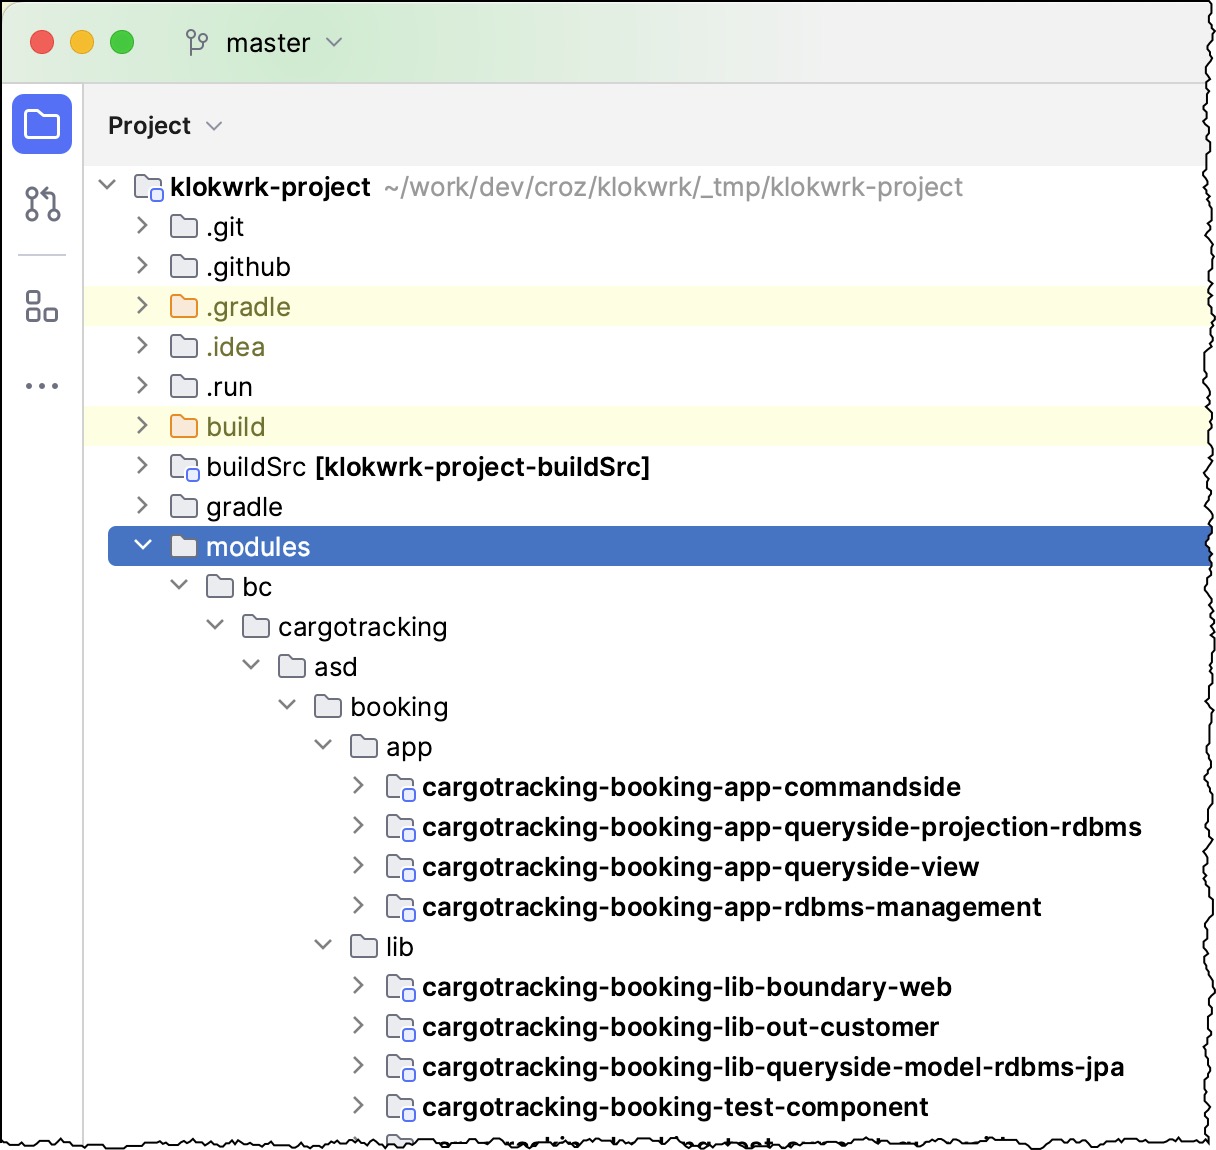 master
Project
klokwrk-project ~/work/dev/croz/klokwrk/_tmp/klokwrk-project
.git
.github
.gradle
.idea
.run
build
buildSrc [klokwrk-project-buildSrc]
gradle
modules
bc
cargotracking
asd
booking
app
cargotracking-booking-app-commandside
cargotracking-booking-app-queryside-projection-rdbms
cargotracking-booking-app-queryside-view
cargotracking-booking-app-rdbms-management
lib
cargotracking-booking-lib-boundary-web
cargotracking-booking-lib-out-customer
cargotracking-booking-lib-queryside-model-rdbms-jpa
cargotracking-booking-test-component